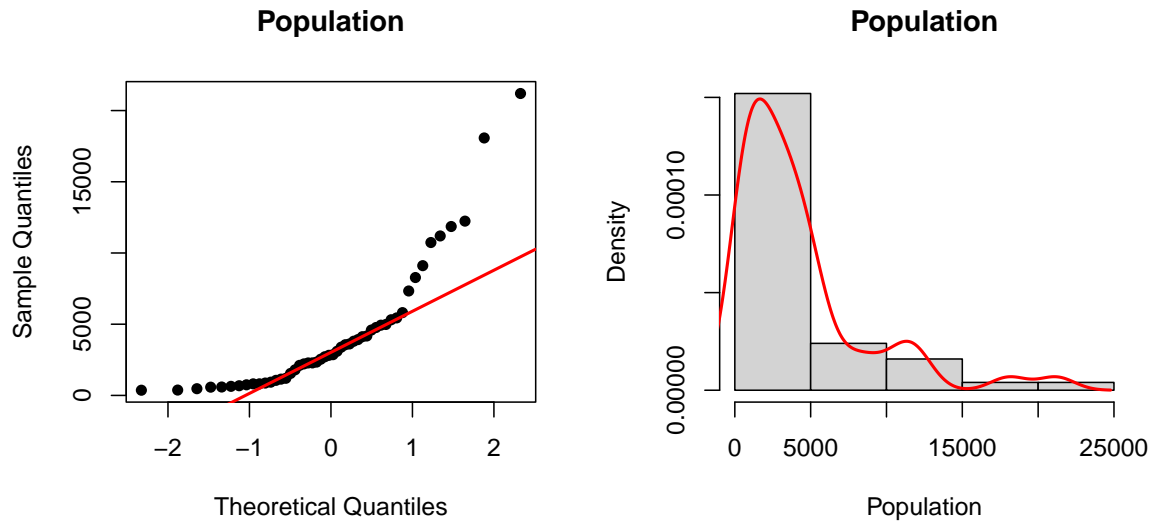 Population
Sample Quantiles
0 5000 15000
−2 −1 0 1 2
Theoretical Quantiles
Population
Density
0.00000 0.00010
0 5000 15000 25000
Population